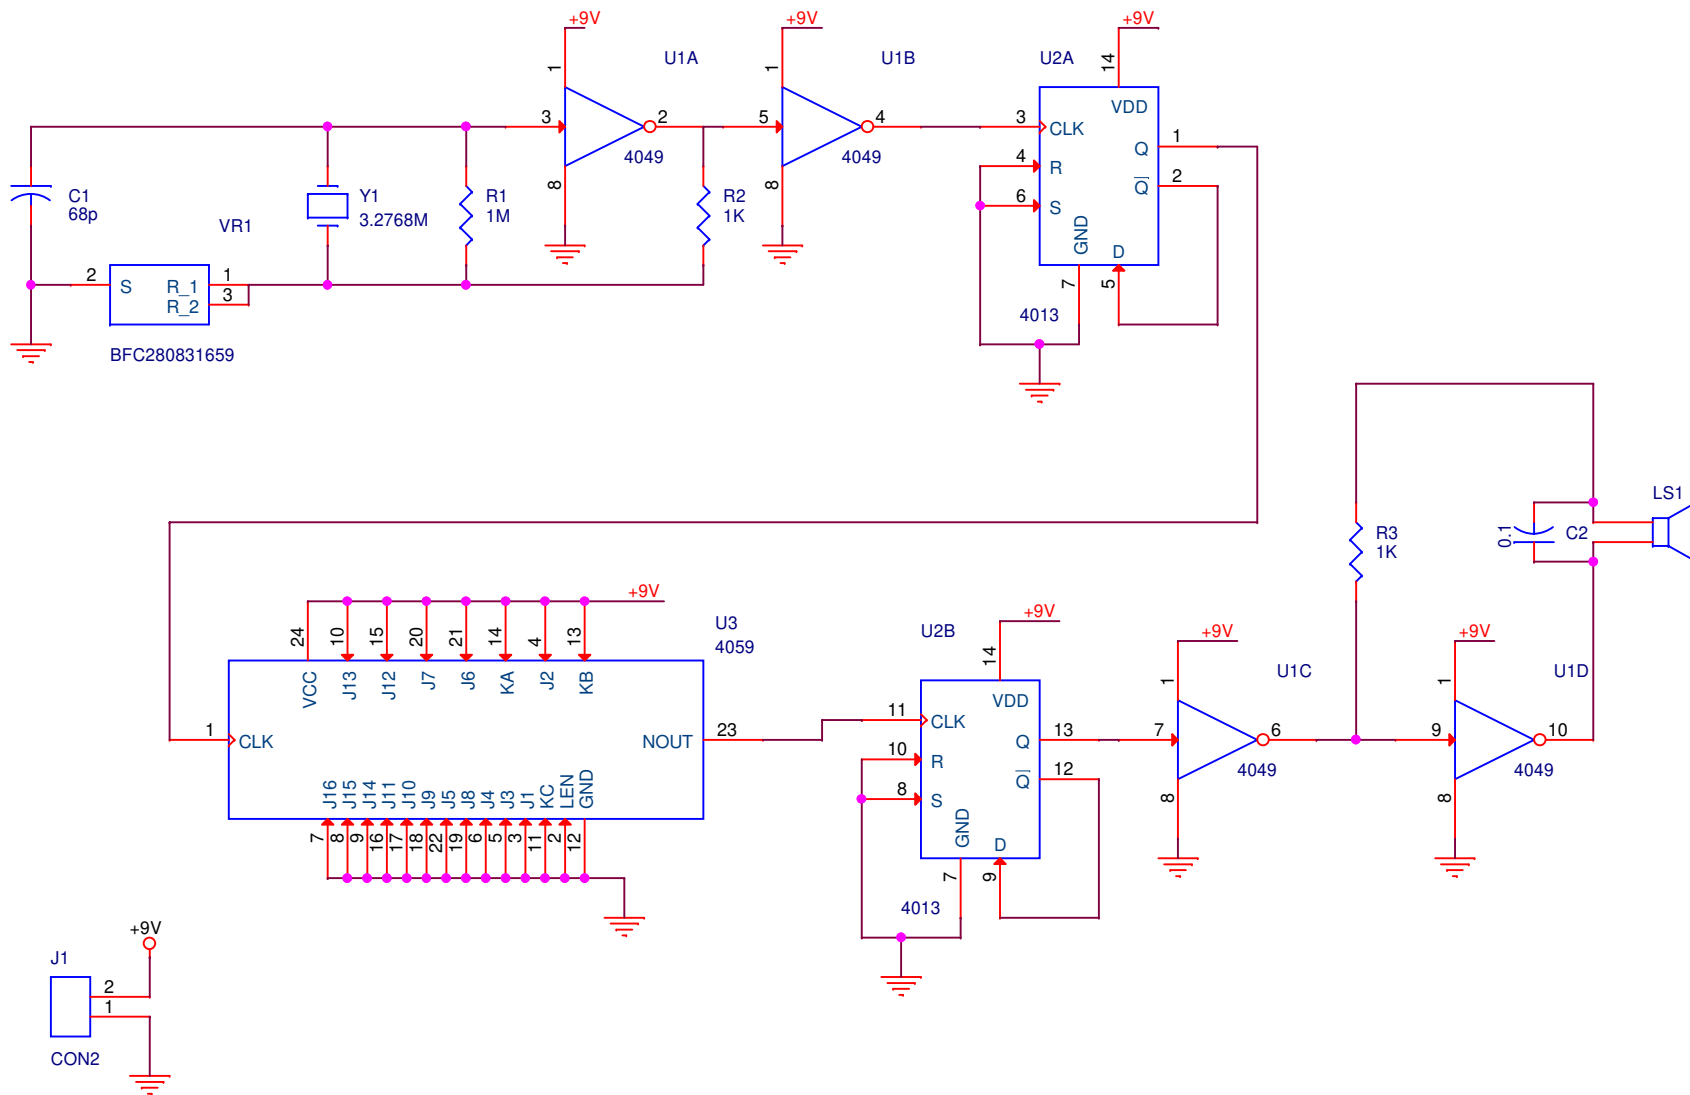 +9V
+9V
+9V
U1A
U1B
U2A
1
1
14
VDD
3
2
5
4
3
CLK
1
Q
4049
4049
4
R
2
Q
8
8
6
S
C1
68p
Y1
3.2768M
R1
1M
R2
1K
GND
D
VR1
2
S
R_1
1
R_2
3
7
5
BFC280831659
4013
LS1
R3
1K
0.1
C2
+9V
U3
4059
24
10
15
20
21
14
4
13
VCC
J13
J12
J7
J6
KA
J2
KB
1
CLK
NOUT
23
J16
J15
J14
J11
J10
J9
J5
J8
J4
J3
J1
KC
LEN
GND
7
8
9
16
17
18
22
19
6
5
3
11
2
12
+9V
U2B
14
VDD
11
CLK
10
R
8
S
Q
13
Q
12
GND
D
7
9
4013
+9V
U1C
1
7
6
4049
8
+9V
U1D
1
9
10
4049
8
+9V
J1
2
1
CON2